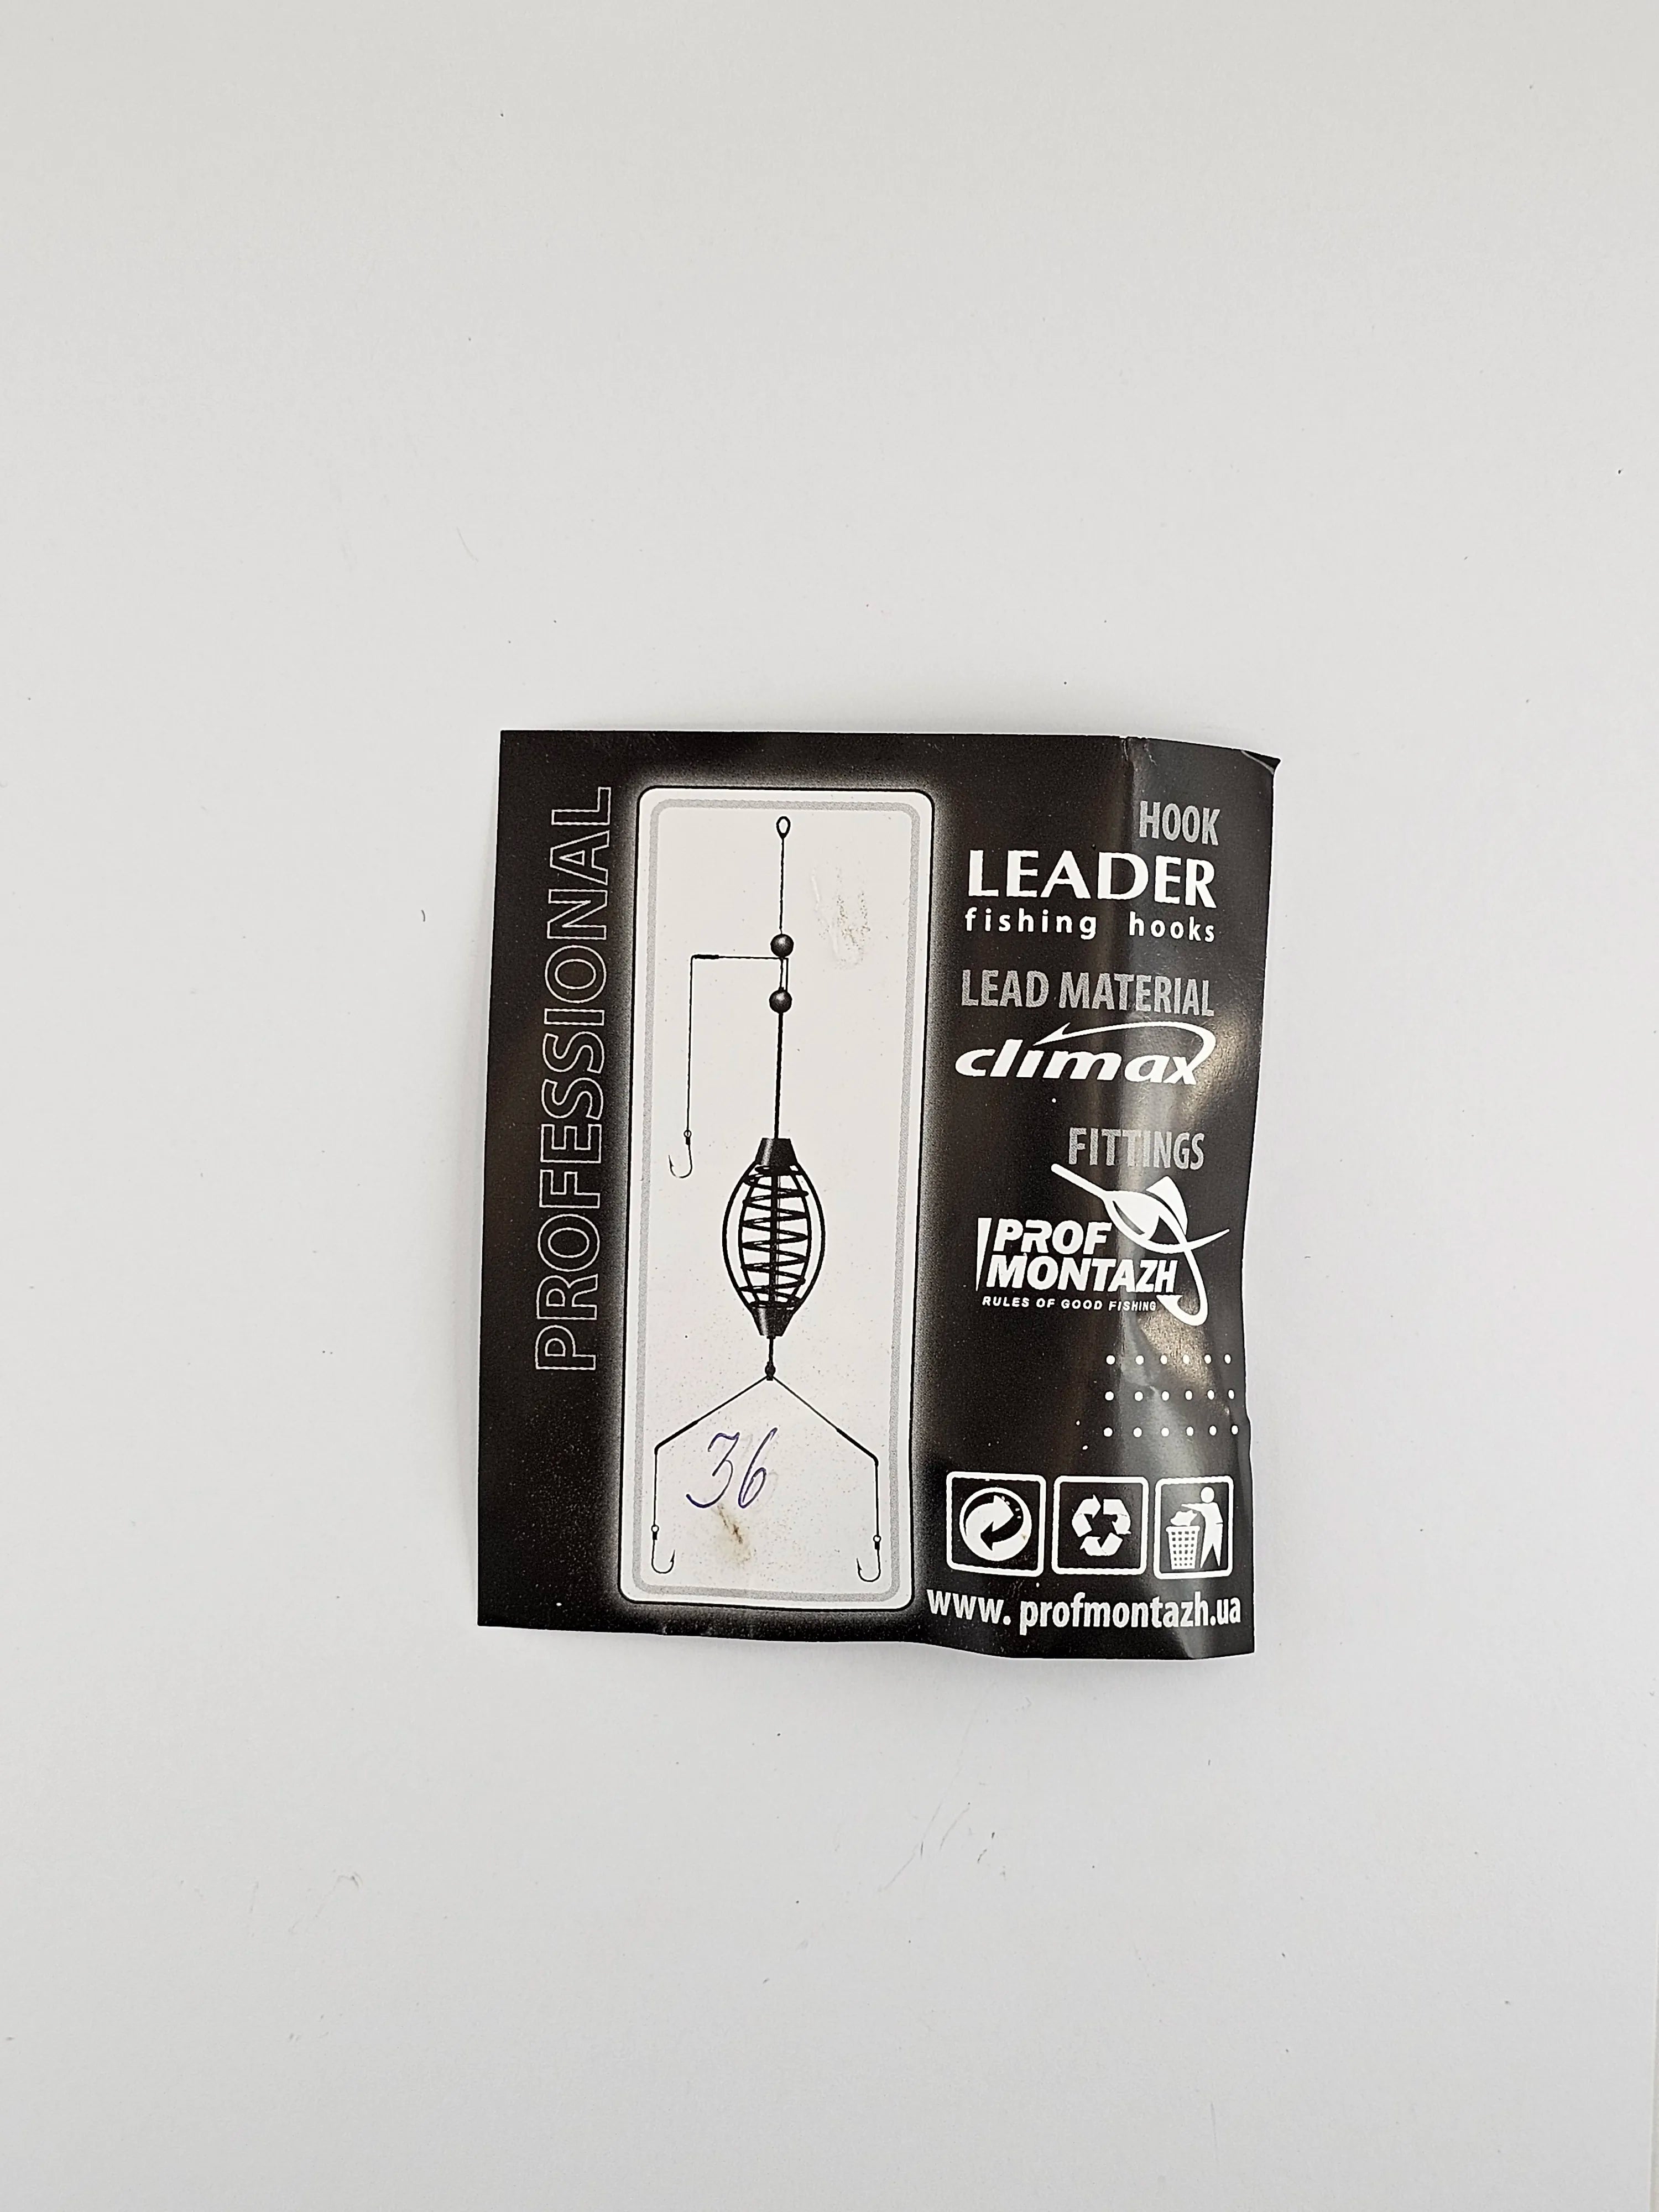 PROFESSIONAL
HOOK
LEADER
fishing hooks
LEAD MATERIAL
climax
FITTINGS
PROF
MONTAZH
RULES OF GOOD FISHING
36
www.profmontazh.ua